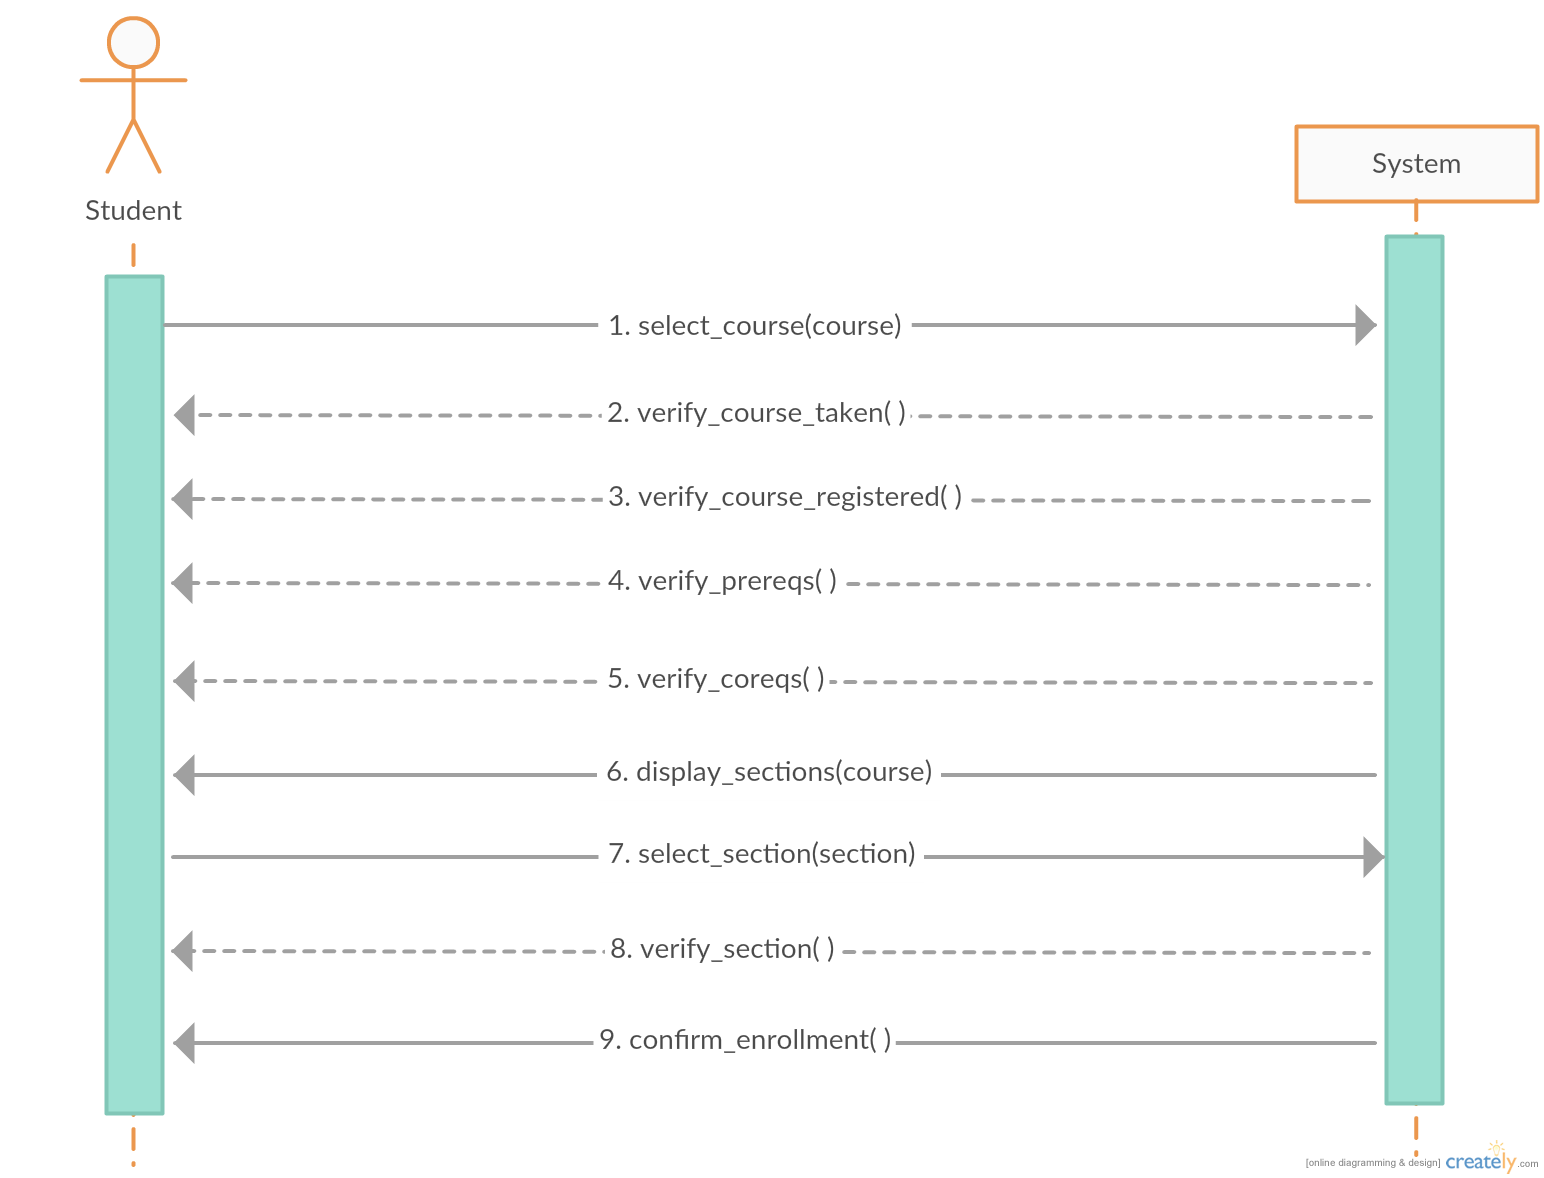 Student
System
1. select_course(course)
2. verify_course_taken( )
3. verify_course_registered( )
4. verify_prereqs( )
5. verify_coreqs( )
6. display_sections(course)
7. select_section(section)
8. verify_section( )
9. confirm_enrollment( )
[online diagramming & design] creately.com